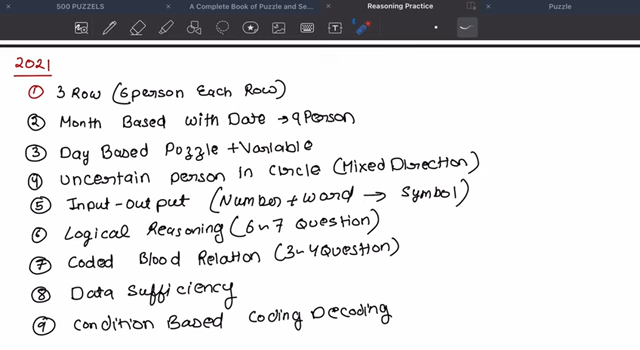 500 PUZZELS
A Complete Book of Puzzle and Se...
Reasoning Practice
Puzzle
2021
① 3 Row (6 person Each Row)
② Month Based with Date → 9 Person
③ Day Based Puzzle + Variable
④ Uncertain person in circle (Mixed Direction)
⑤ Input-output (Number + Word → Symbol)
⑥ Logical Reasoning (6~7 Question)
⑦ Coded Blood Relation (3~4 Question)
⑧ Data Sufficiency
⑨ Condition Based Coding Decoding